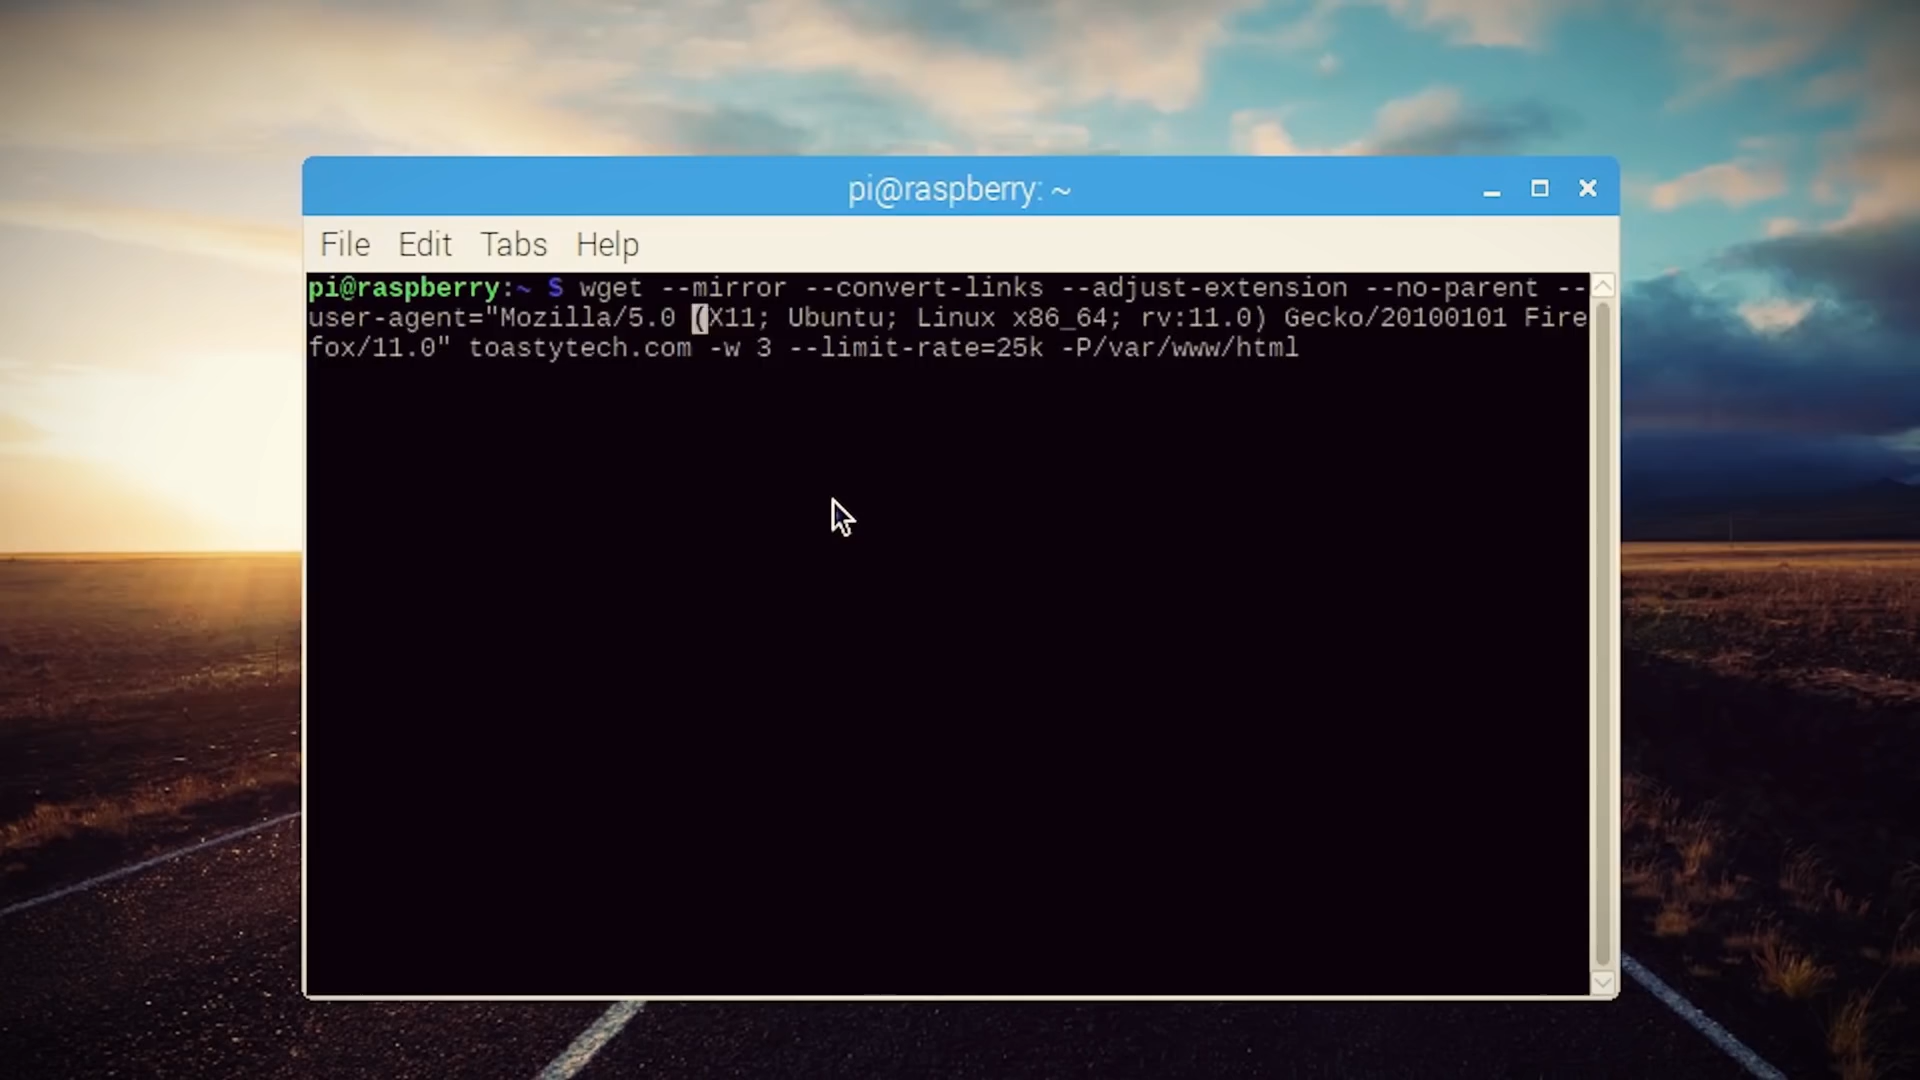 pi@raspberry: ~
File Edit Tabs Help
pi@raspberry:~ S wget --mirror --convert-links --adjust-extension --no-parent --
user-agent="Mozilla/5.0 (X11; Ubuntu; Linux x86_64; rv:11.0) Gecko/20100101 Fire
fox/11.0" toastytech.com -w 3 --limit-rate=25k -P/var/www/html